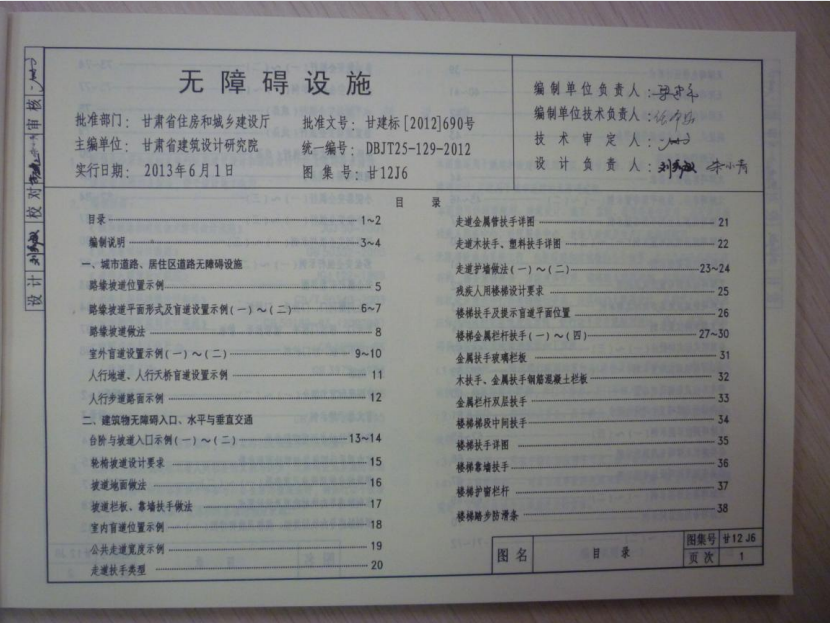 无障碍设施
批准部门: 甘肃省住房和城乡建设厅
主编单位: 甘肃省建筑设计研究院
实行日期: 2013年6月1日
批准文号: 甘建标[2012]690号
统一编号: DBJT25-129-2012
图集号: 甘12J6
编制单位负责人:
编制单位技术负责人:
技术审定人:
设计负责人:
目录
目录 1~2
编制说明 3~4
一、城市道路、居住区道路无障碍设施
路缘坡道位置示例 5
路缘坡道平面形式及盲道设置示例(一)~(二) 6~7
路缘坡道做法 8
室外盲道设置示例(一)~(二) 9~10
人行地道、人行天桥盲道设置示例 11
人行步道路面示例 12
二、建筑物无障碍入口、水平与垂直交通
台阶与坡道入口示例(一)~(二) 13~14
轮椅坡道设计要求 15
坡道地面做法 16
坡道栏板、靠墙扶手做法 17
室内盲道位置示例 18
公共走道宽度示例 19
走道扶手类型 20
走道金属管扶手详图 21
走道木扶手、塑料扶手详图 22
走道护墙做法(一)~(二) 23~24
残疾人用楼梯设计要求 25
楼梯扶手及提示盲道平面位置 26
楼梯金属栏杆扶手(一)~(四) 27~30
金属扶手玻璃栏板 31
木扶手、金属扶手钢筋混凝土栏板 32
金属栏杆双层扶手 33
楼梯梯段中间扶手 34
楼梯扶手详图 35
楼梯靠墙扶手 36
楼梯护窗栏杆 37
楼梯踏步防滑条 38
图名 目录 图集号 甘12J6
页次 1
审核
校对
设计